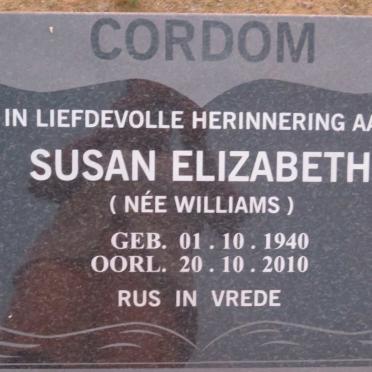 CORDOM
IN LIEFDEVOLLE HERINNERING AA
SUSAN ELIZABETH
( NÉE WILLIAMS )
GEB. 01 . 10 . 1940
OORL. 20 . 10 . 2010
RUS IN VREDE